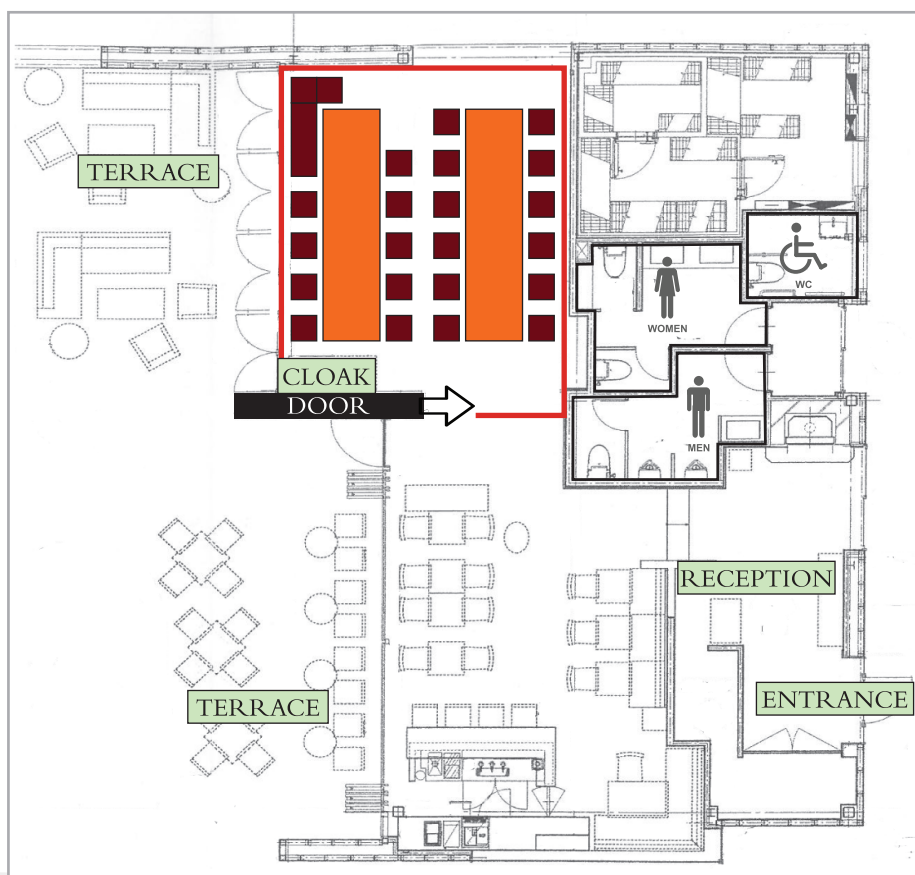 TERRACE
WC
WOMEN
CLOAK
DOOR
MEN
RECEPTION
ENTRANCE
TERRACE